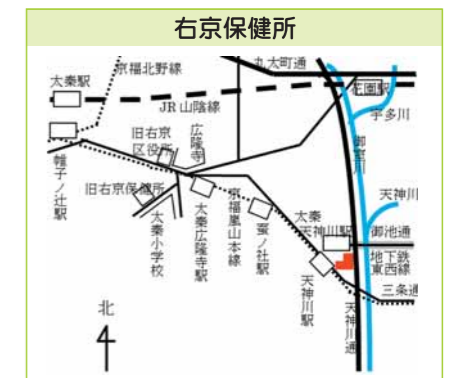 右京保健所
丸太町通
京福北野線
太秦駅
花園駅
JR山陰線
宇多川
御室川
広隆寺
旧右京
区役所
帷子ノ辻駅
旧右京保健所
太秦小学校
太秦広隆寺駅
京福嵐山本線
蚕ノ社駅
天神川
太秦
天神川駅
御池通
地下鉄
東西線
三条通
天神川駅
天神川通
北